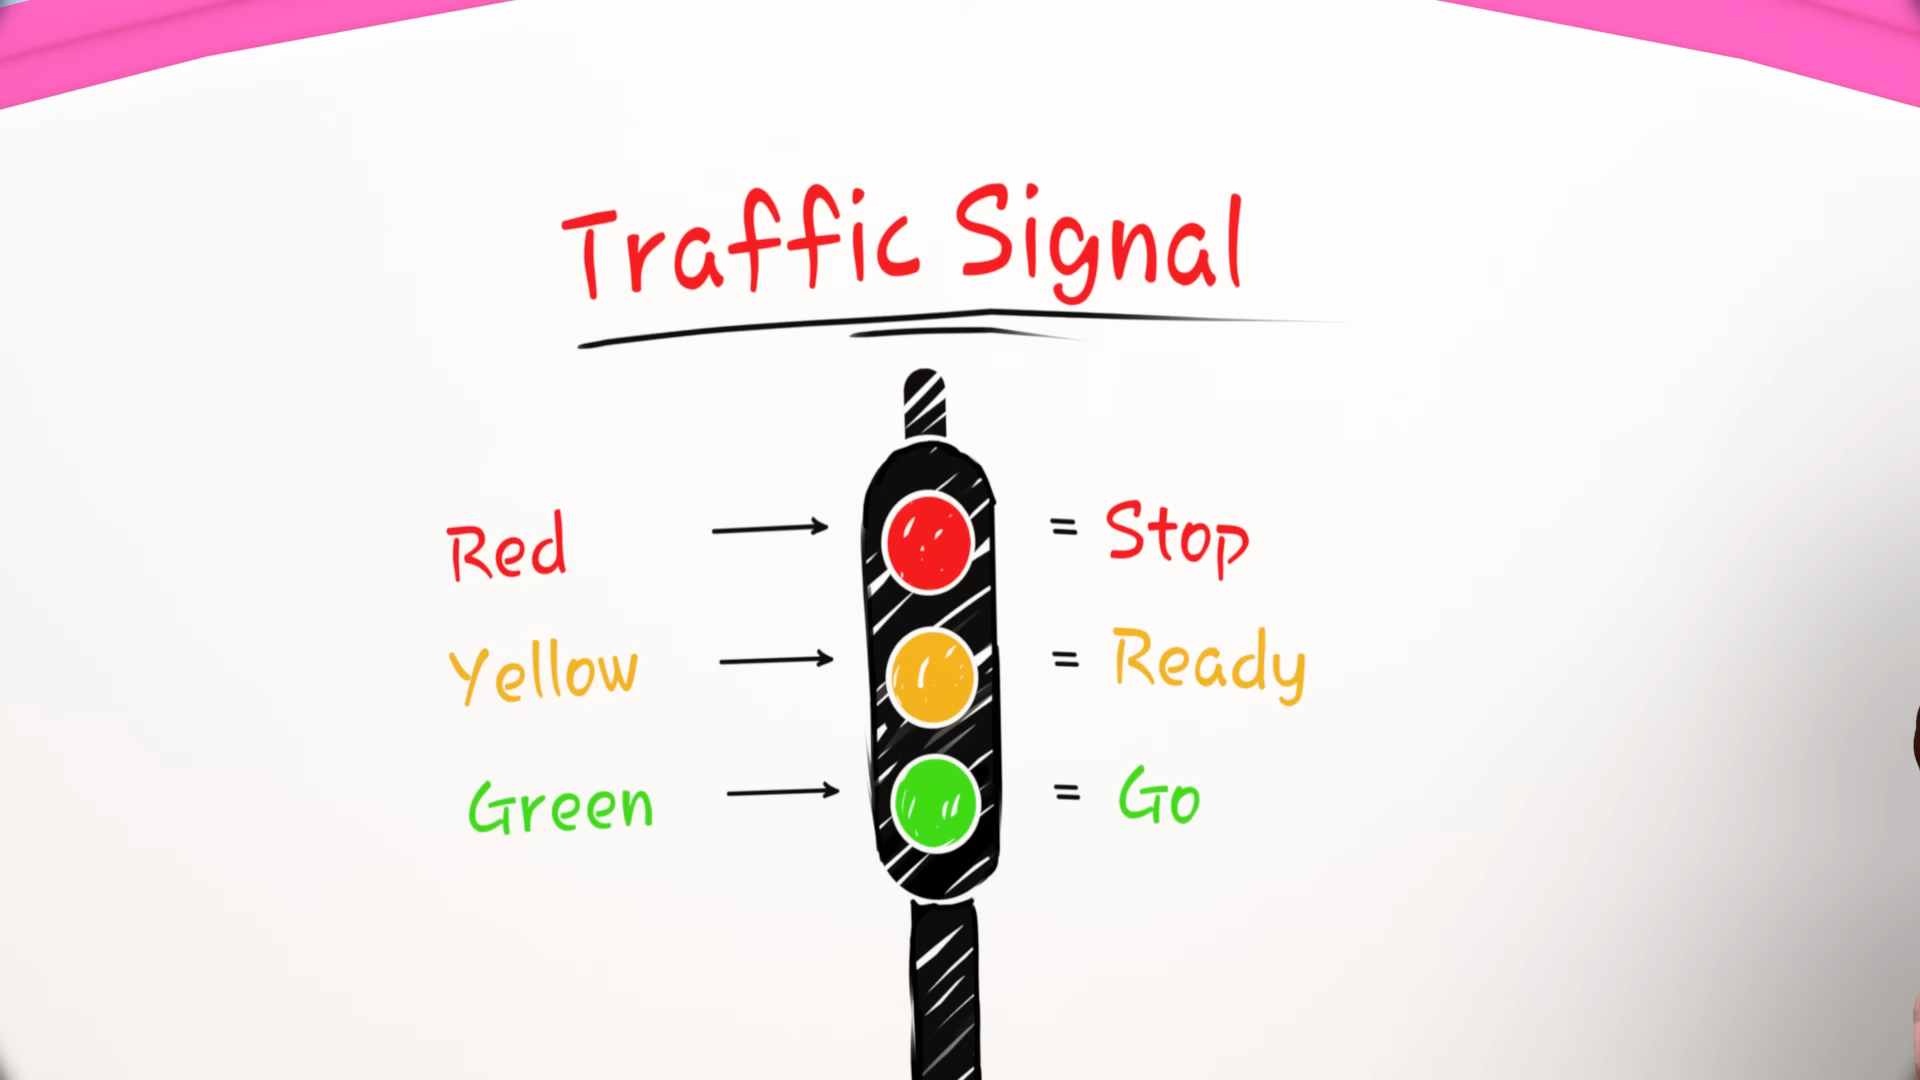 Traffic Signal
Red = Stop
Yellow = Ready
Green = Go